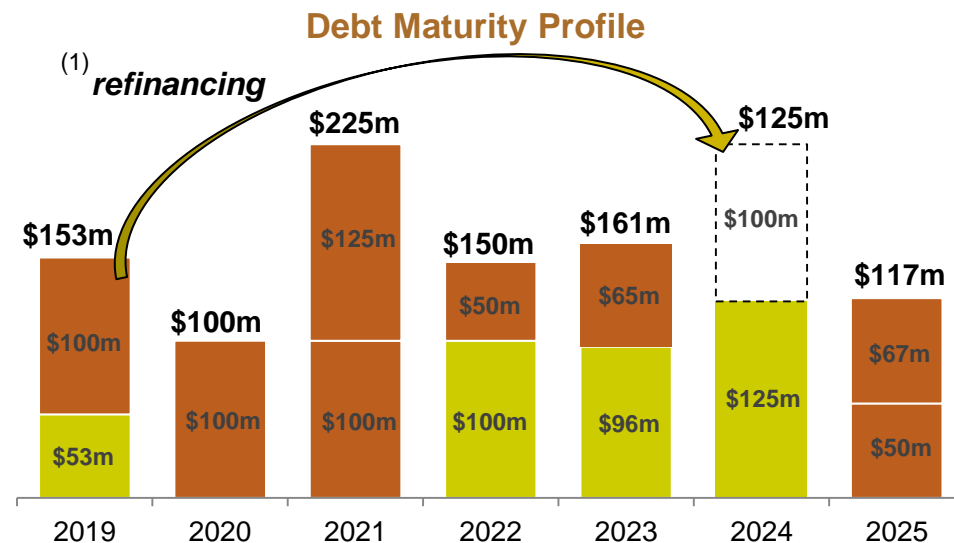 Debt Maturity Profile
(1)
refinancing
$153m
$100m
$225m
$150m
$161m
$125m
$117m
$100m
$53m
$100m
$125m
$100m
$50m
$100m
$65m
$96m
$100m
$125m
$67m
$50m
2019 2020 2021 2022 2023 2024 2025